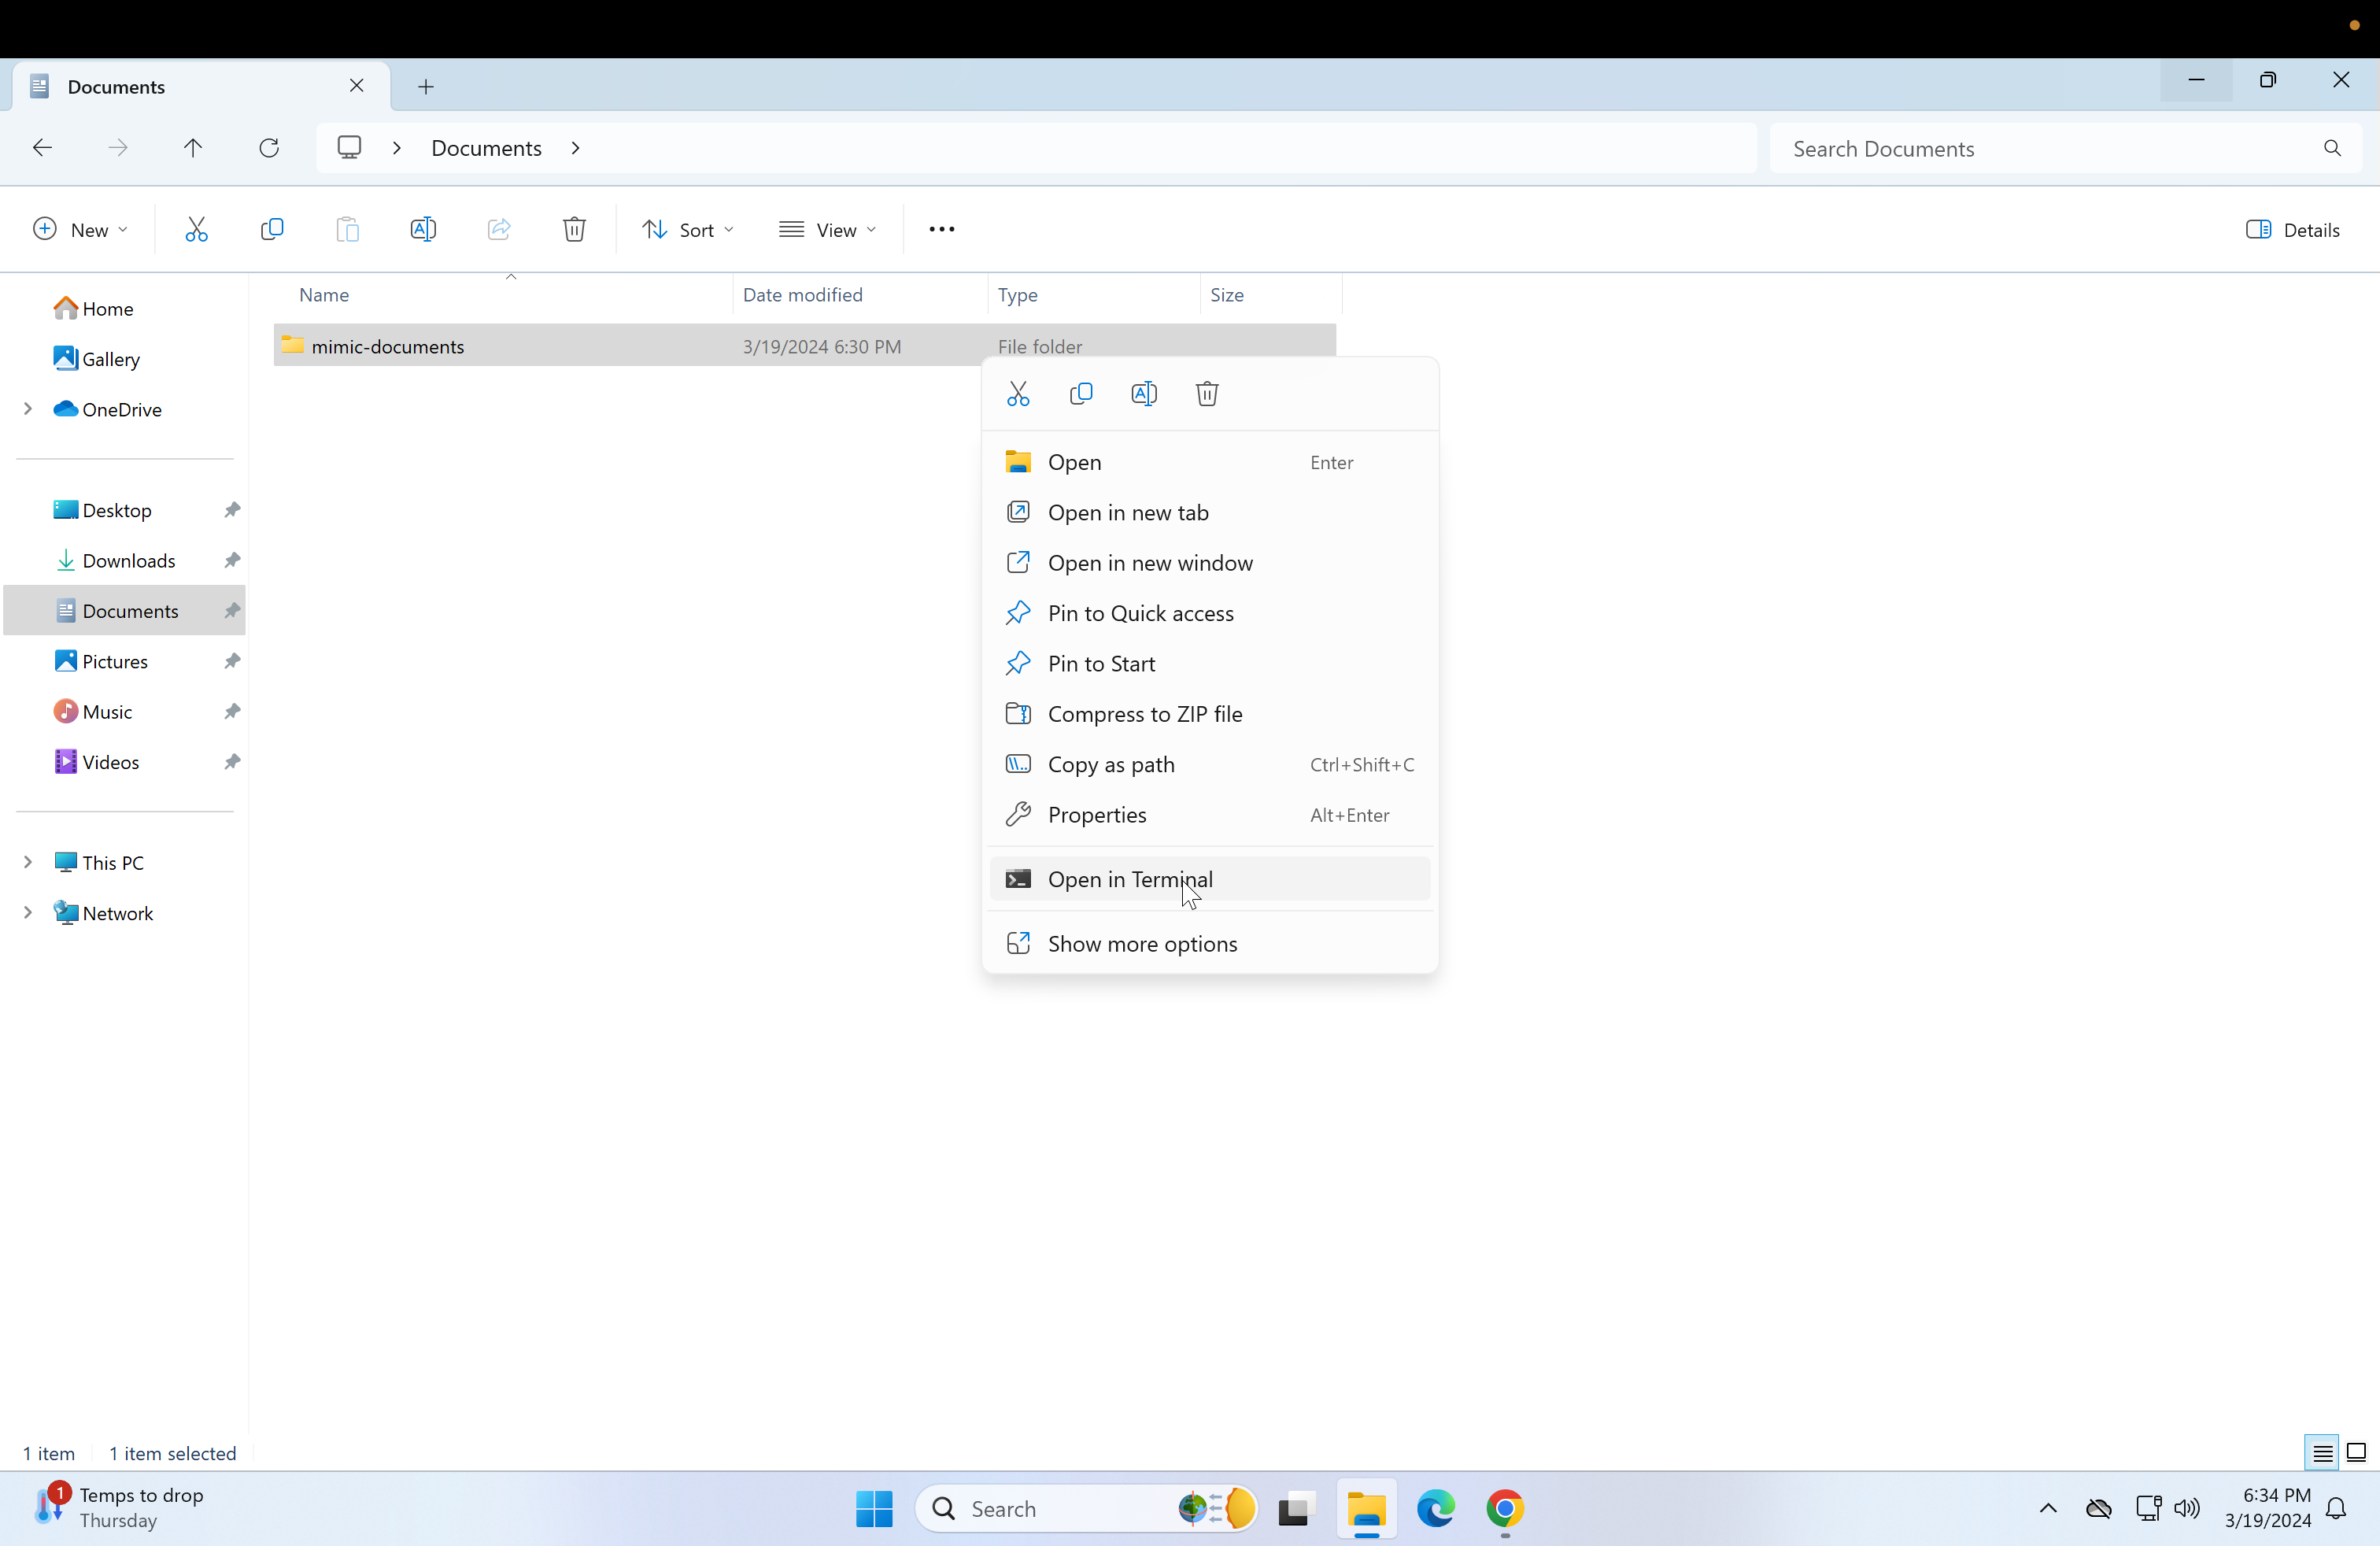 Documents
Documents
Search Documents
New
Sort
View
Details
Name
Date modified
Type
Size
mimic-documents
3/19/2024 6:30 PM
File folder
Home
Gallery
OneDrive
Desktop
Downloads
Documents
Pictures
Music
Videos
This PC
Network
Open Enter
Open in new tab
Open in new window
Pin to Quick access
Pin to Start
Compress to ZIP file
Copy as path Ctrl+Shift+C
Properties Alt+Enter
Open in Terminal
Show more options
1 item
1 item selected
1
Temps to drop
Thursday
Search
6:34 PM
3/19/2024